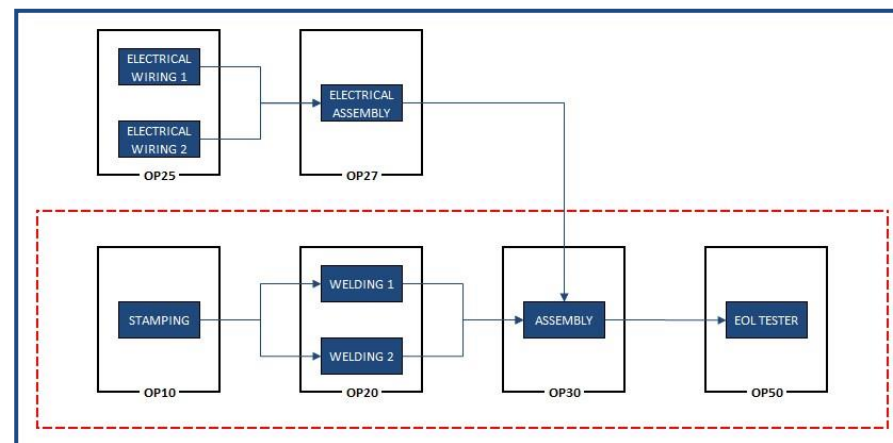 ELECTRICAL
WIRING 1
ELECTRICAL
WIRING 2
OP25
ELECTRICAL
ASSEMBLY
OP27
STAMPING
OP10
WELDING 1
WELDING 2
OP20
ASSEMBLY
OP30
EOL TESTER
OP50